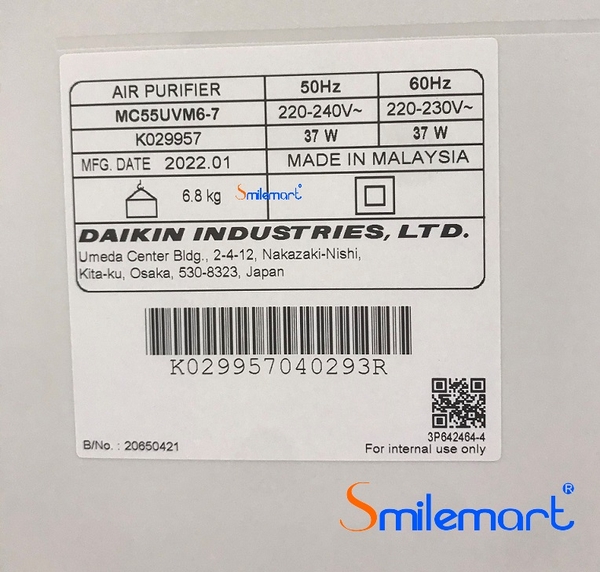 AIR PURIFIER 50Hz 60Hz
MC55UVM6-7 220-240V~ 220-230V~
K029957 37 W 37 W
MFG. DATE 2022.01 MADE IN MALAYSIA
6.8 kg Smilemart®
DAIKIN INDUSTRIES, LTD.
Umeda Center Bldg., 2-4-12, Nakazaki-Nishi,
Kita-ku, Osaka, 530-8323, Japan
K029957040293R
3P642464-4
B/No. : 20650421 For internal use only
Smilemart®